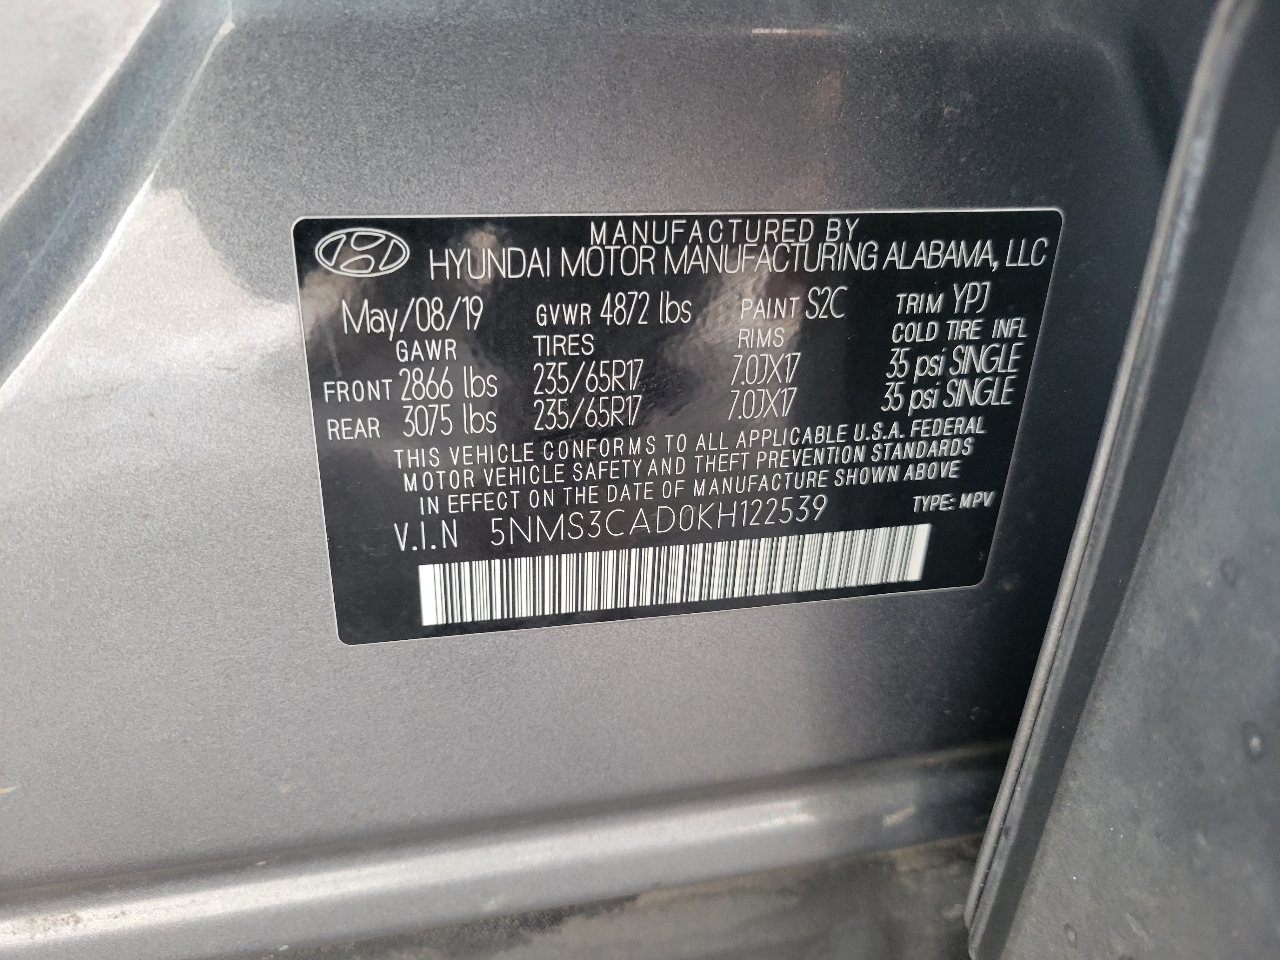 MANUFACTURED BY
HYUNDAI MOTOR MANUFACTURING ALABAMA, LLC
May/08/19 GVWR 4872 lbs PAINT S2C TRIM YPJ
GAWR TIRES RIMS COLD TIRE INFL
FRONT 2866 lbs 235/65R17 7.0JX17 35 psi SINGLE
REAR 3075 lbs 235/65R17 7.0JX17 35 psi SINGLE
THIS VEHICLE CONFORMS TO ALL APPLICABLE U.S.A. FEDERAL
MOTOR VEHICLE SAFETY AND THEFT PREVENTION STANDARDS
IN EFFECT ON THE DATE OF MANUFACTURE SHOWN ABOVE
V.I.N 5NMS3CAD0KH122539 TYPE: MPV